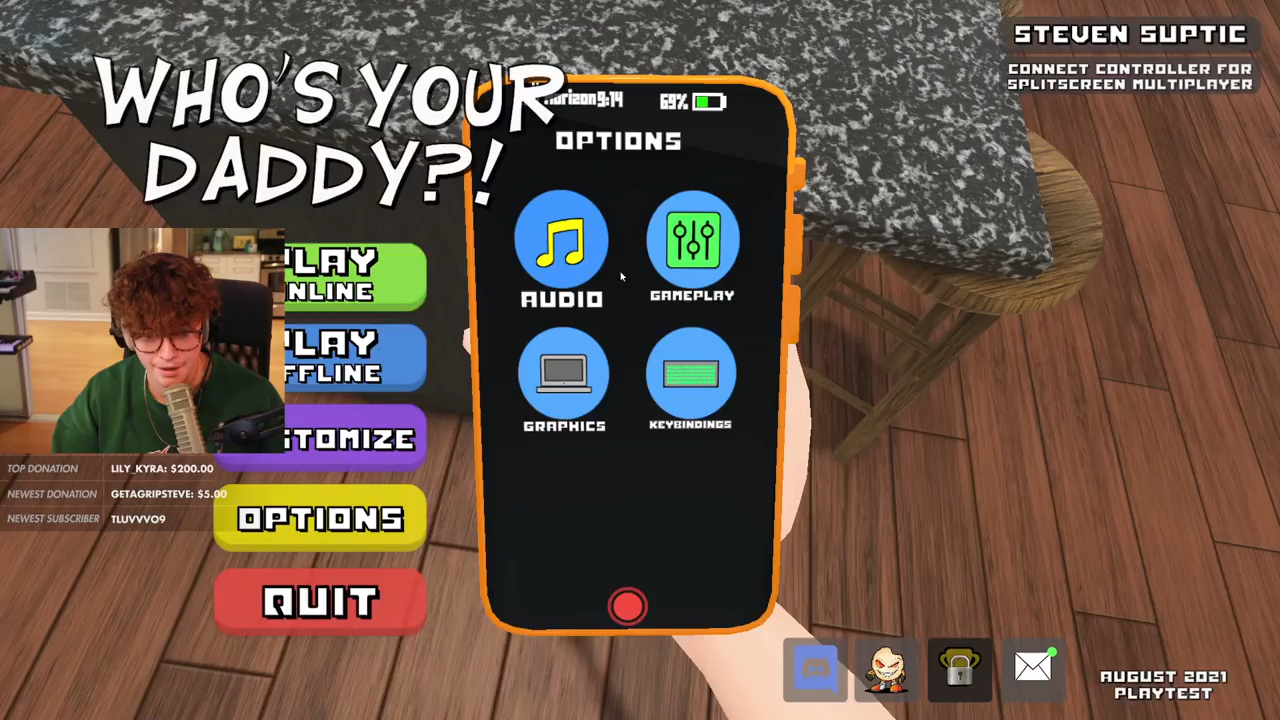 WHO'S YOUR
DADDY?!
STEVEN SUPTIC
CONNECT CONTROLLER FOR
SPLITSCREEN MULTIPLAYER
9:14
69%
OPTIONS
AUDIO
GAMEPLAY
GRAPHICS
KEYBINDINGS
LAY
NLINE
LAY
FFLINE
STOMIZE
OPTIONS
QUIT
TOP DONATION LILY_KYRA: $200.00
NEWEST DONATION GETAGRIPSTEVE: $5.00
NEWEST SUBSCRIBER TLUVVVO9
AUGUST 2021
PLAYTEST